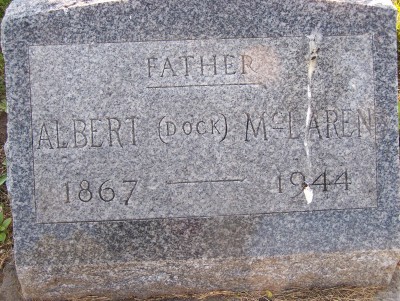 FATHER
ALBERT (DOCK) McLAREN
1867 — 1944